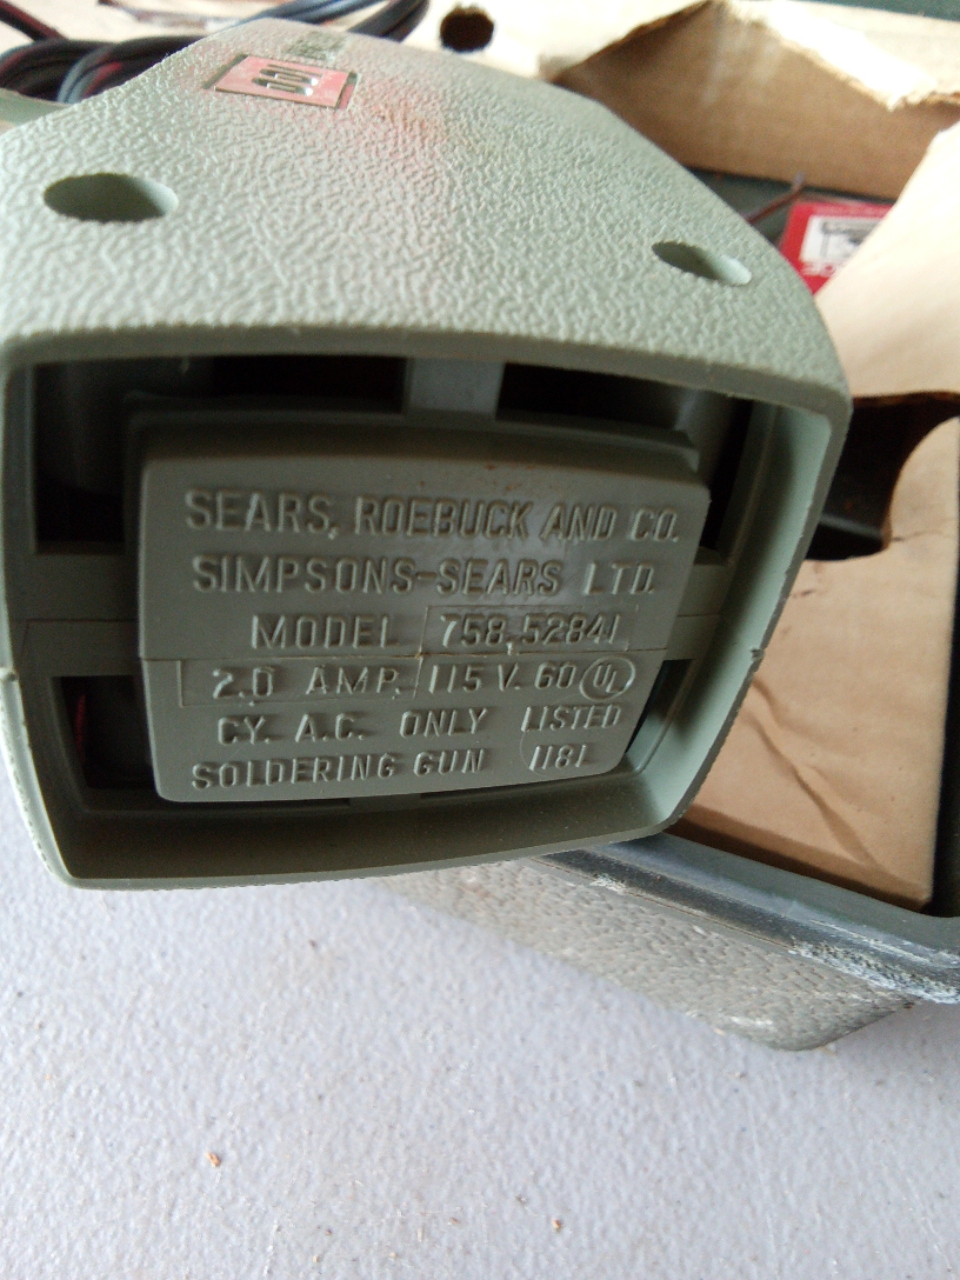 SEARS, ROEBUCK AND CO.
SIMPSONS-SEARS LTD.
MODEL 758.52841
2.0 AMP. 115 V. 60 UL
CY. A.C. ONLY LISTED
SOLDERING GUN 118L